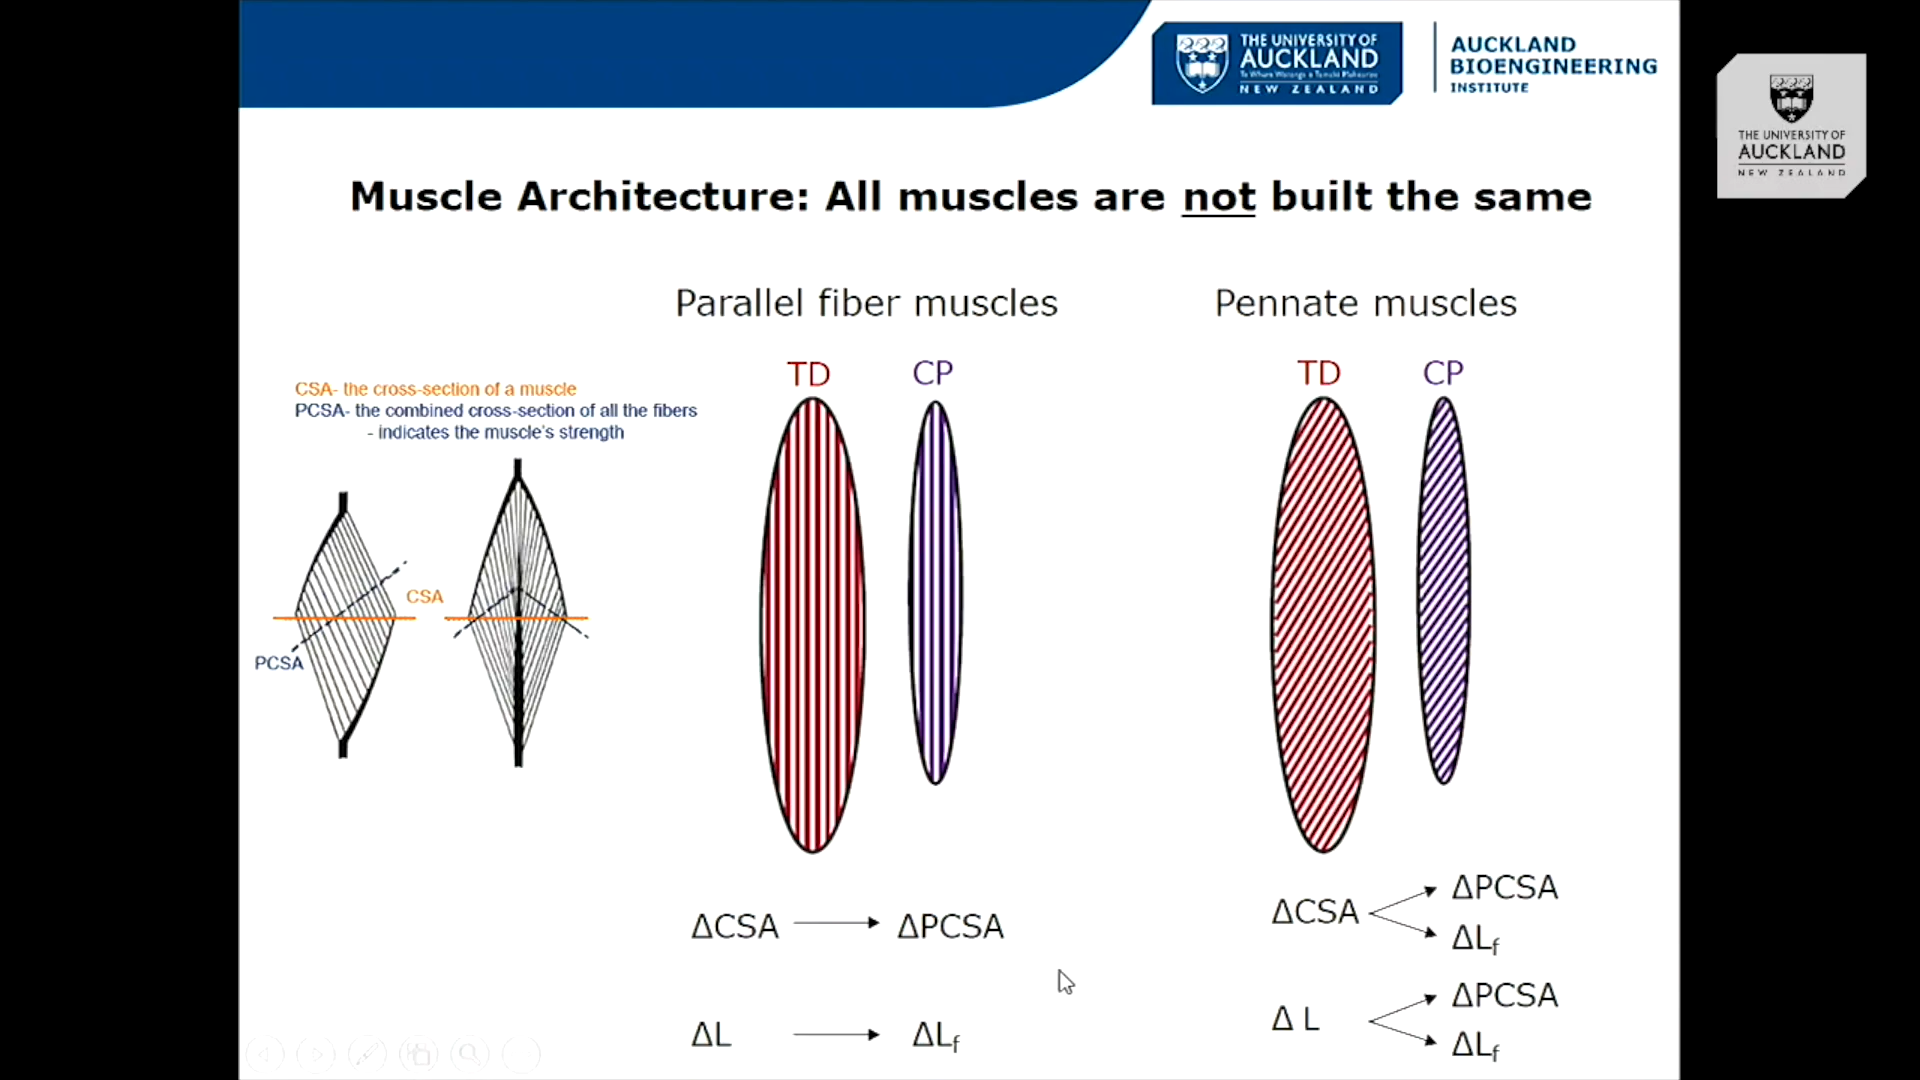 THE UNIVERSITY OF
AUCKLAND
NEW ZEALAND
AUCKLAND
BIOENGINEERING
INSTITUTE
THE UNIVERSITY OF
AUCKLAND
NEW ZEALAND
Muscle Architecture: All muscles are not built the same
Parallel fiber muscles
Pennate muscles
TD
CP
TD
CP
CSA- the cross-section of a muscle
PCSA- the combined cross-section of all the fibers
- indicates the muscle's strength
CSA
PCSA
ΔCSA
ΔPCSA
ΔL
ΔLf
ΔCSA
ΔPCSA
ΔLf
Δ L
ΔPCSA
ΔLf